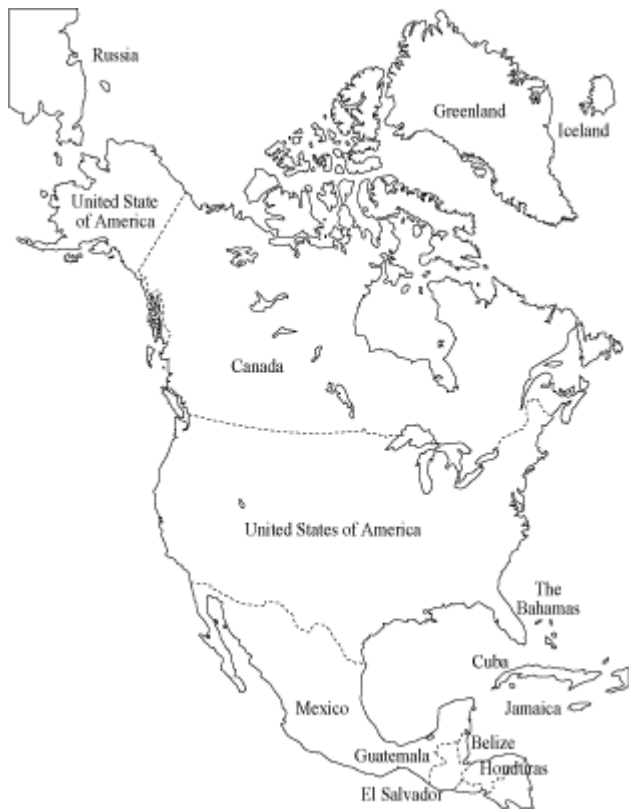 Russia
Greenland
Iceland
United State
of America
Canada
United States of America
The
Bahamas
Cuba
Mexico
Jamaica
Guatemala
Belize
Honduras
El Salvador